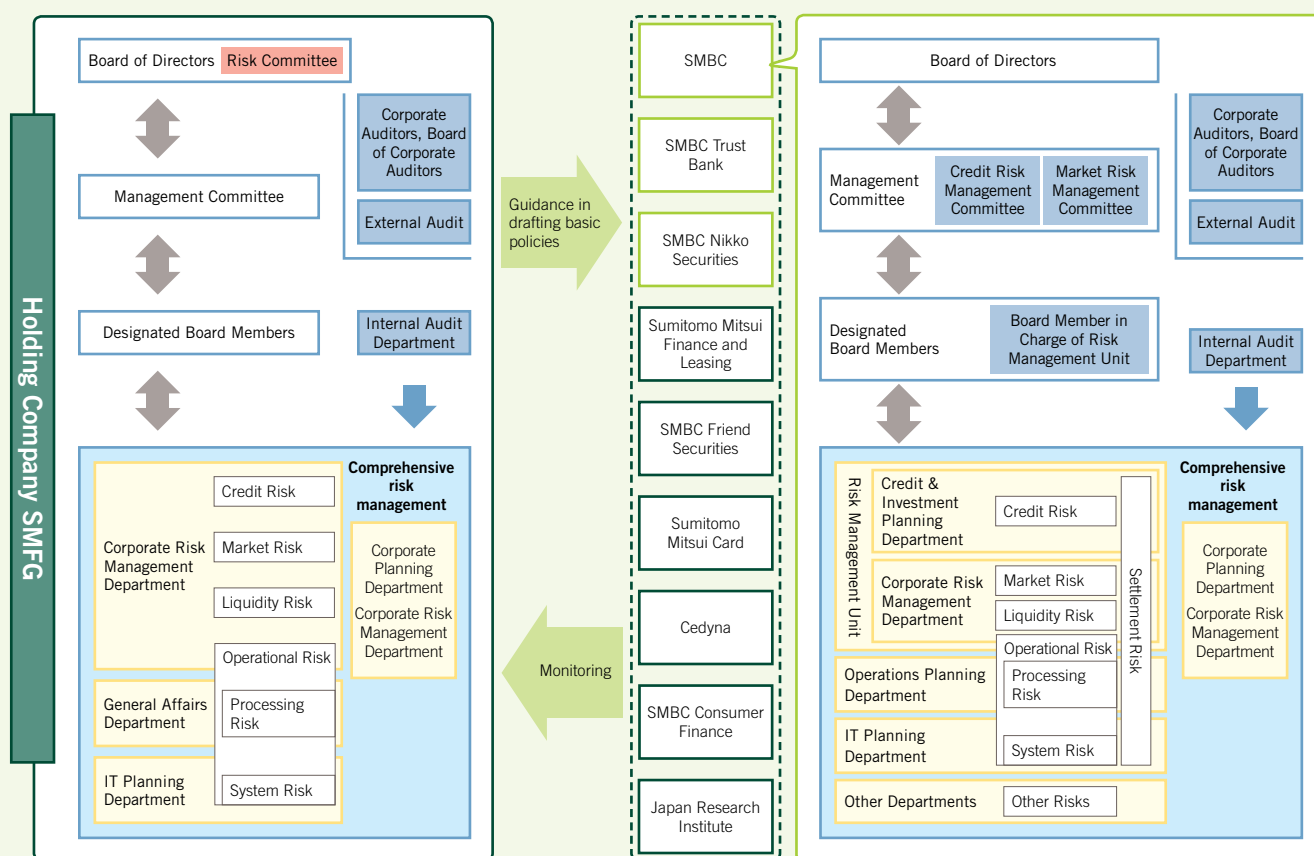 Holding Company SMFG
Board of Directors
Risk Committee
Corporate
Auditors, Board
of Corporate
Auditors
Management Committee
External Audit
Designated Board Members
Internal Audit
Department
Comprehensive
risk
management
Corporate Risk
Management
Department
Credit Risk
Market Risk
Liquidity Risk
Operational Risk
General Affairs
Department
Processing
Risk
IT Planning
Department
System Risk
Corporate
Planning
Department
Corporate Risk
Management
Department
Guidance in
drafting basic
policies
Monitoring
SMBC
SMBC Trust
Bank
SMBC Nikko
Securities
Sumitomo Mitsui
Finance and
Leasing
SMBC Friend
Securities
Sumitomo
Mitsui Card
Cedyna
SMBC Consumer
Finance
Japan Research
Institute
Board of Directors
Corporate
Auditors, Board
of Corporate
Auditors
Management
Committee
Credit Risk
Management
Committee
Market Risk
Management
Committee
External Audit
Designated
Board Members
Board Member in
Charge of Risk
Management Unit
Internal Audit
Department
Comprehensive
risk
management
Risk Management Unit
Credit &
Investment
Planning
Department
Credit Risk
Corporate Risk
Management
Department
Market Risk
Liquidity Risk
Operational Risk
Settlement Risk
Operations Planning
Department
Processing
Risk
IT Planning
Department
System Risk
Other Departments
Other Risks
Corporate
Planning
Department
Corporate Risk
Management
Department